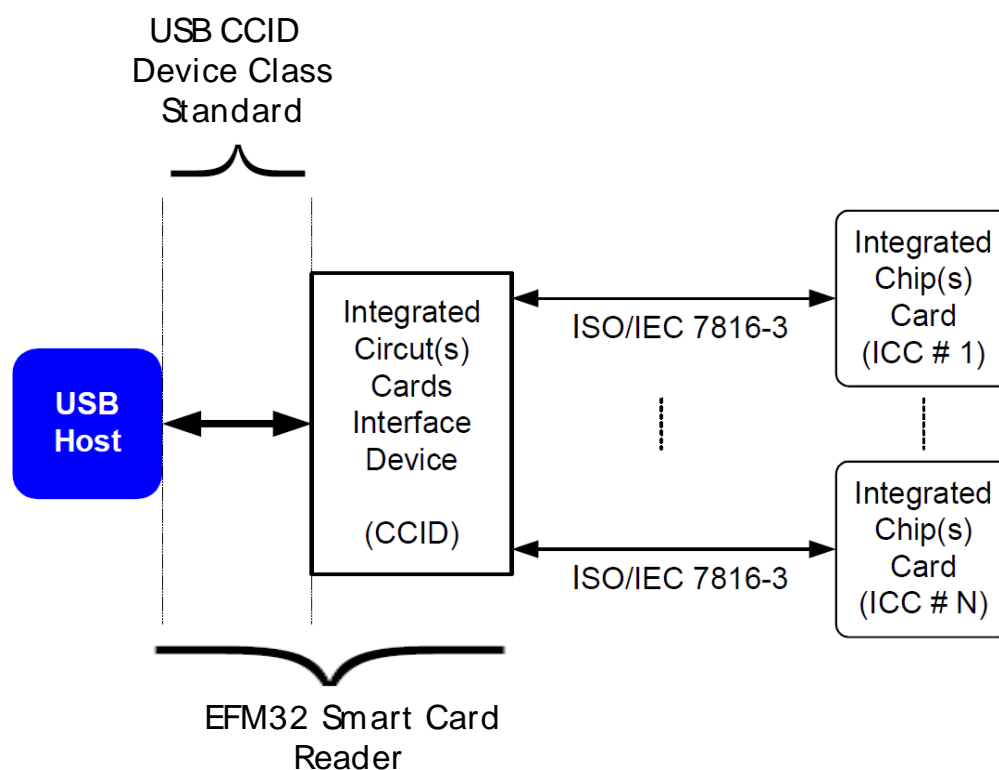 USB CCID
Device Class
Standard
USB
Host
Integrated
Circut(s)
Cards
Interface
Device
(CCID)
ISO/IEC 7816-3
ISO/IEC 7816-3
Integrated
Chip(s)
Card
(ICC # 1)
Integrated
Chip(s)
Card
(ICC # N)
EFM32 Smart Card
Reader